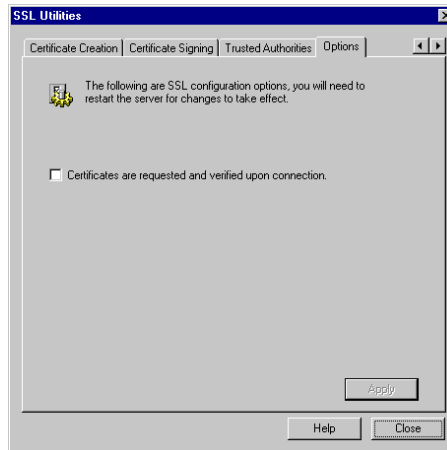 SSL Utilities
Certificate Creation Certificate Signing Trusted Authorities Options
The following are SSL configuration options, you will need to
restart the server for changes to take effect.
Certificates are requested and verified upon connection.
Apply
Help Close